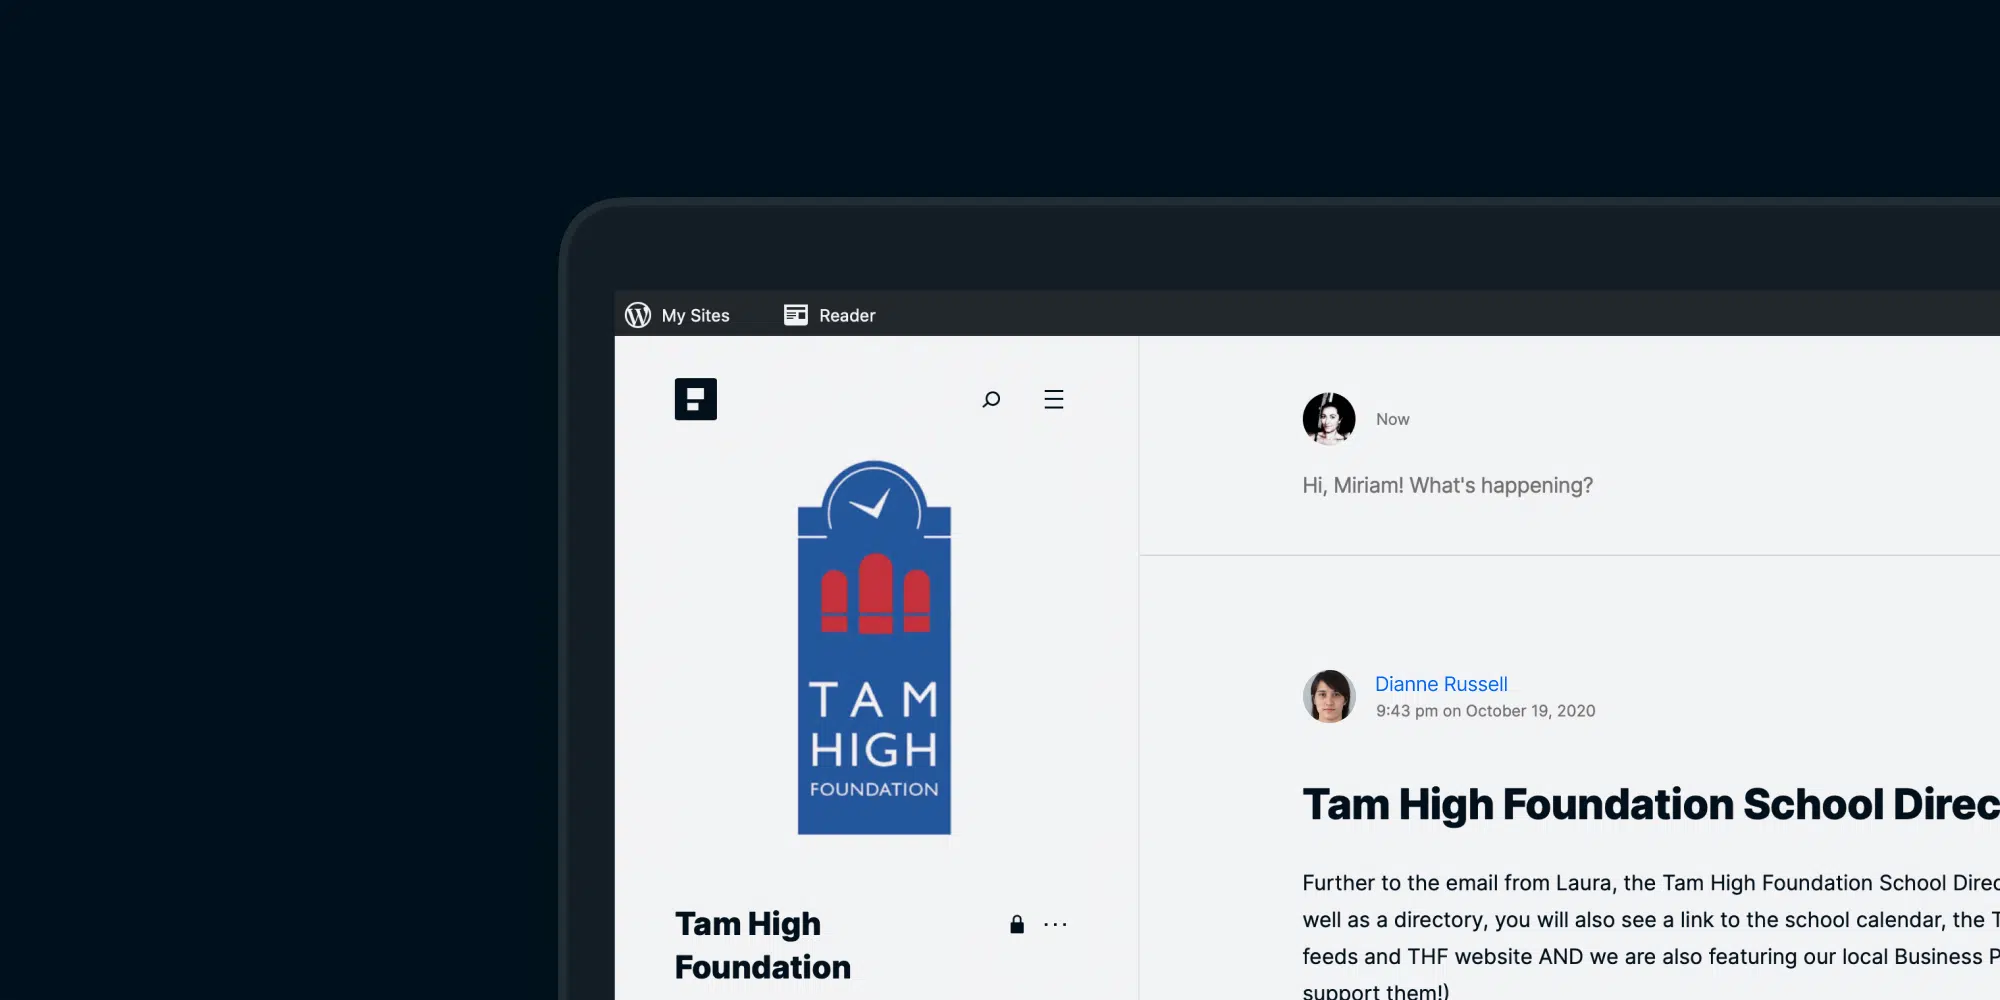 My Sites
Reader
TAM
HIGH
FOUNDATION
Tam High
Foundation
Now
Hi, Miriam! What's happening?
Dianne Russell
9:43 pm on October 19, 2020
Tam High Foundation School Direc
Further to the email from Laura, the Tam High Foundation School Direc
well as a directory, you will also see a link to the school calendar, the T
feeds and THF website AND we are also featuring our local Business P
support them!)